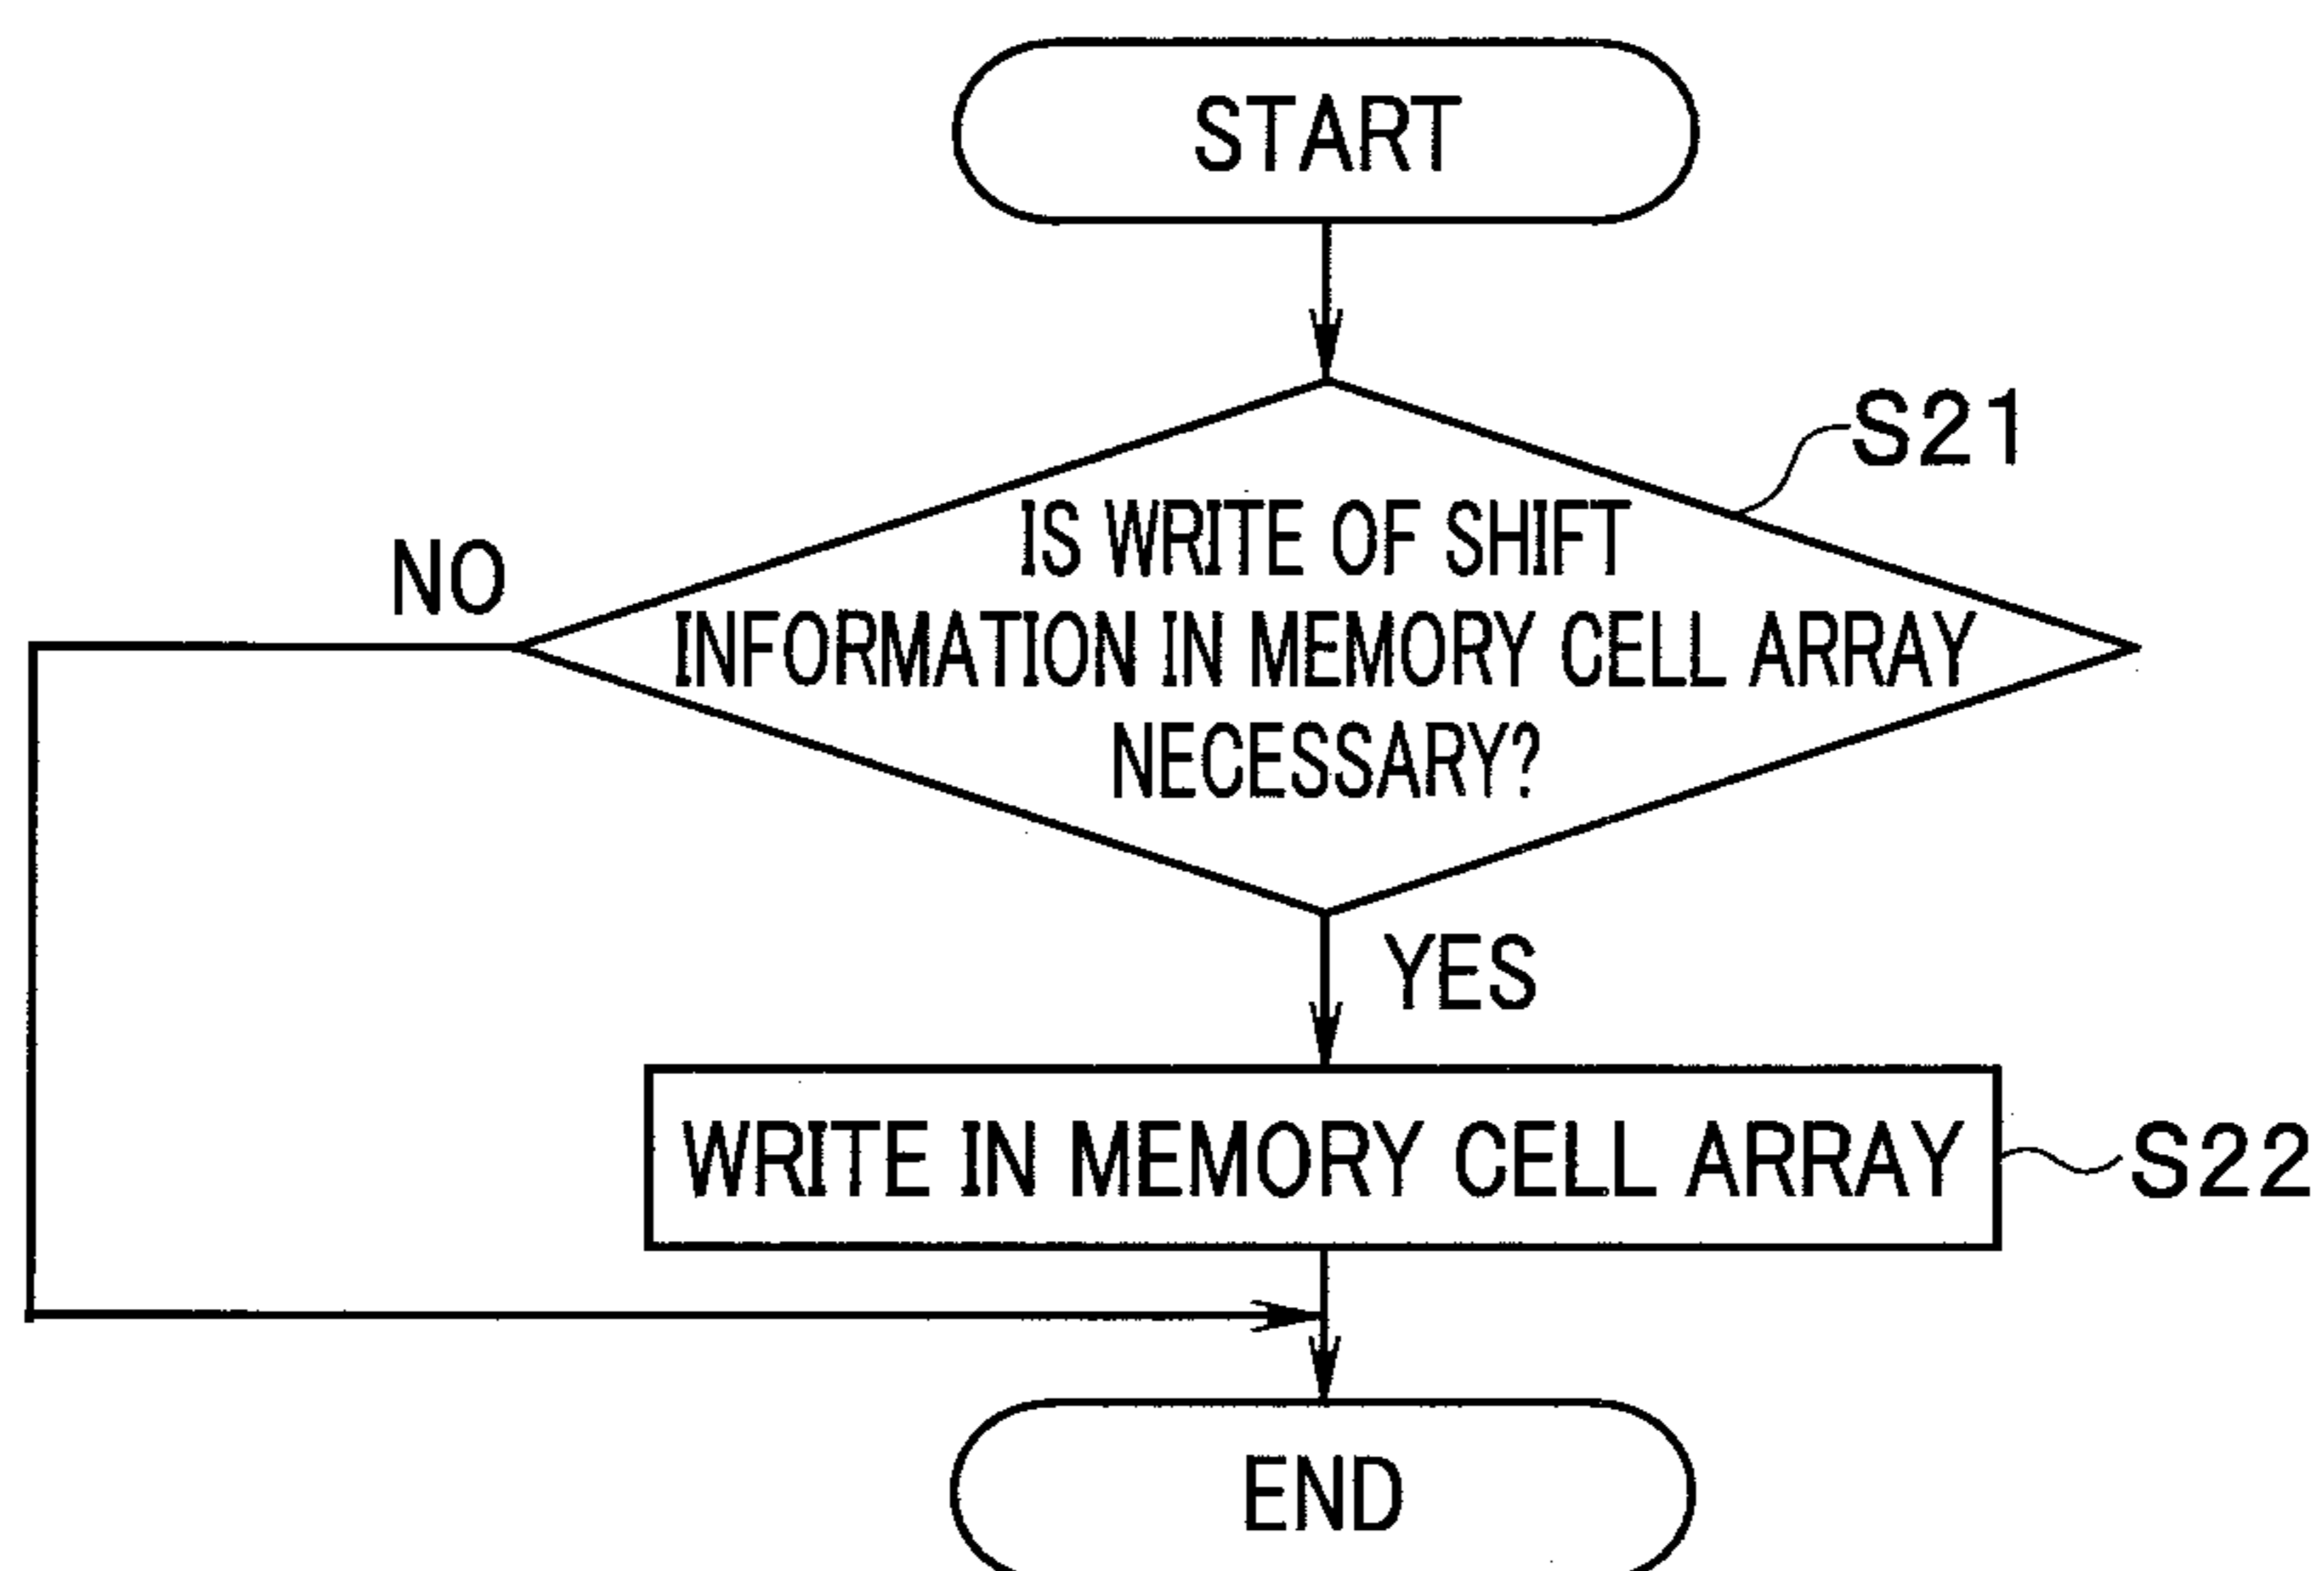 START
S21
IS WRITE OF SHIFT
NO
INFORMATION IN MEMORY CELL ARRAY
NECESSARY?
YES
WRITE IN MEMORY CELL ARRAY
S22
END